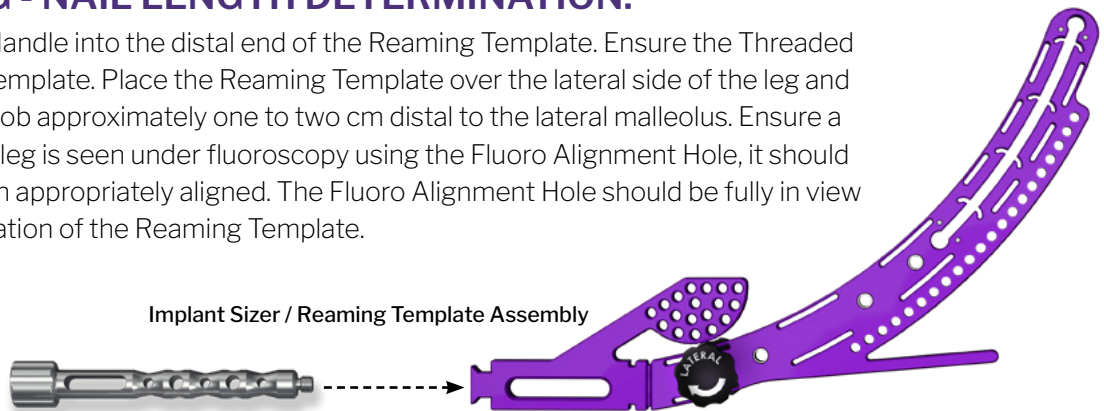 - NAIL LENGTH DETERMINATION.
Handle into the distal end of the Reaming Template. Ensure the Threaded
emplate. Place the Reaming Template over the lateral side of the leg and
ob approximately one to two cm distal to the lateral malleolus. Ensure a
leg is seen under fluoroscopy using the Fluoro Alignment Hole, it should
n appropriately aligned. The Fluoro Alignment Hole should be fully in view
ation of the Reaming Template.
Implant Sizer / Reaming Template Assembly
LATERAL